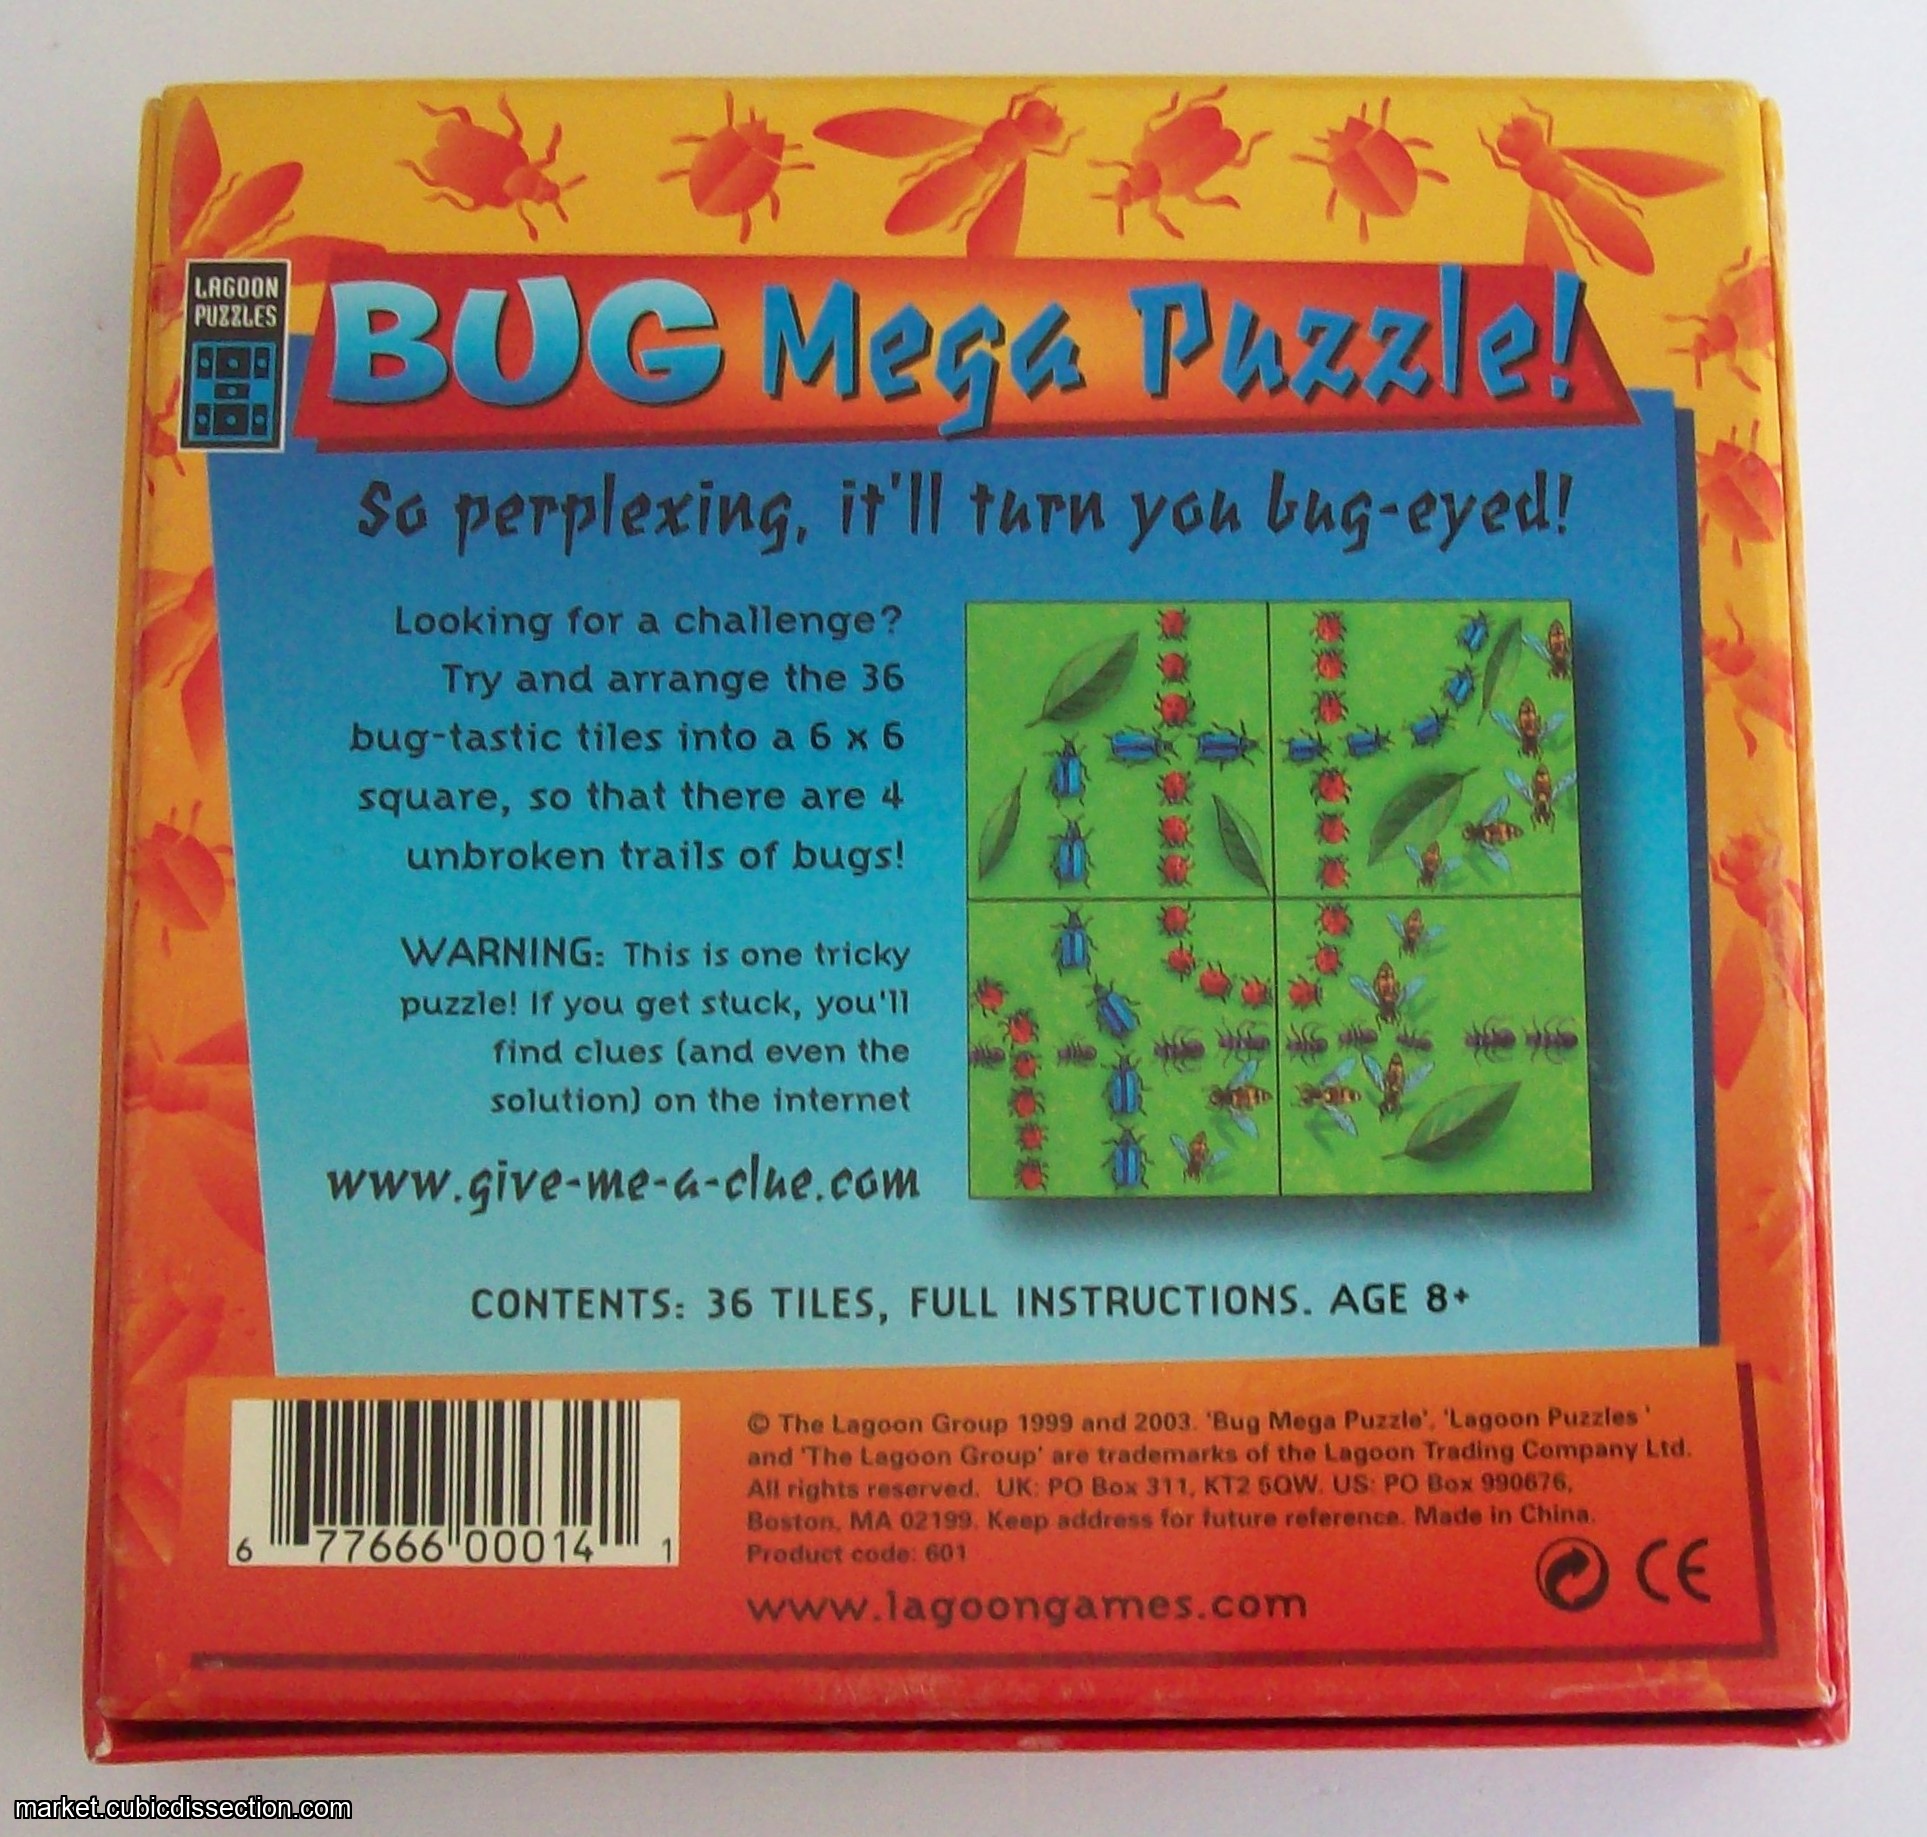 LAGOON
PUZZLES
BUG Mega Puzzle!
So perplexing, it'll turn you bug-eyed!
Looking for a challenge?
Try and arrange the 36
bug-tastic tiles into a 6 x 6
square, so that there are 4
unbroken trails of bugs!
WARNING: This is one tricky
puzzle! If you get stuck, you'll
find clues (and even the
solution) on the internet
www.give-me-a-clue.com
CONTENTS: 36 TILES, FULL INSTRUCTIONS. AGE 8+
6 77666 00014 1
© The Lagoon Group 1999 and 2003. 'Bug Mega Puzzle', 'Lagoon Puzzles'
and 'The Lagoon Group' are trademarks of the Lagoon Trading Company Ltd.
All rights reserved. UK: PO Box 311, KT2 5QW. US: PO Box 990676,
Boston, MA 02199. Keep address for future reference. Made in China.
Product code: 601
www.lagoongames.com
CE
market.cubicdissection.com